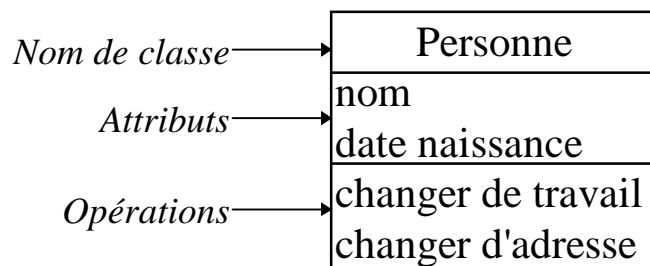 Nom de classe
Personne
Attributs
nom
date naissance
Opérations
changer de travail
changer d'adresse